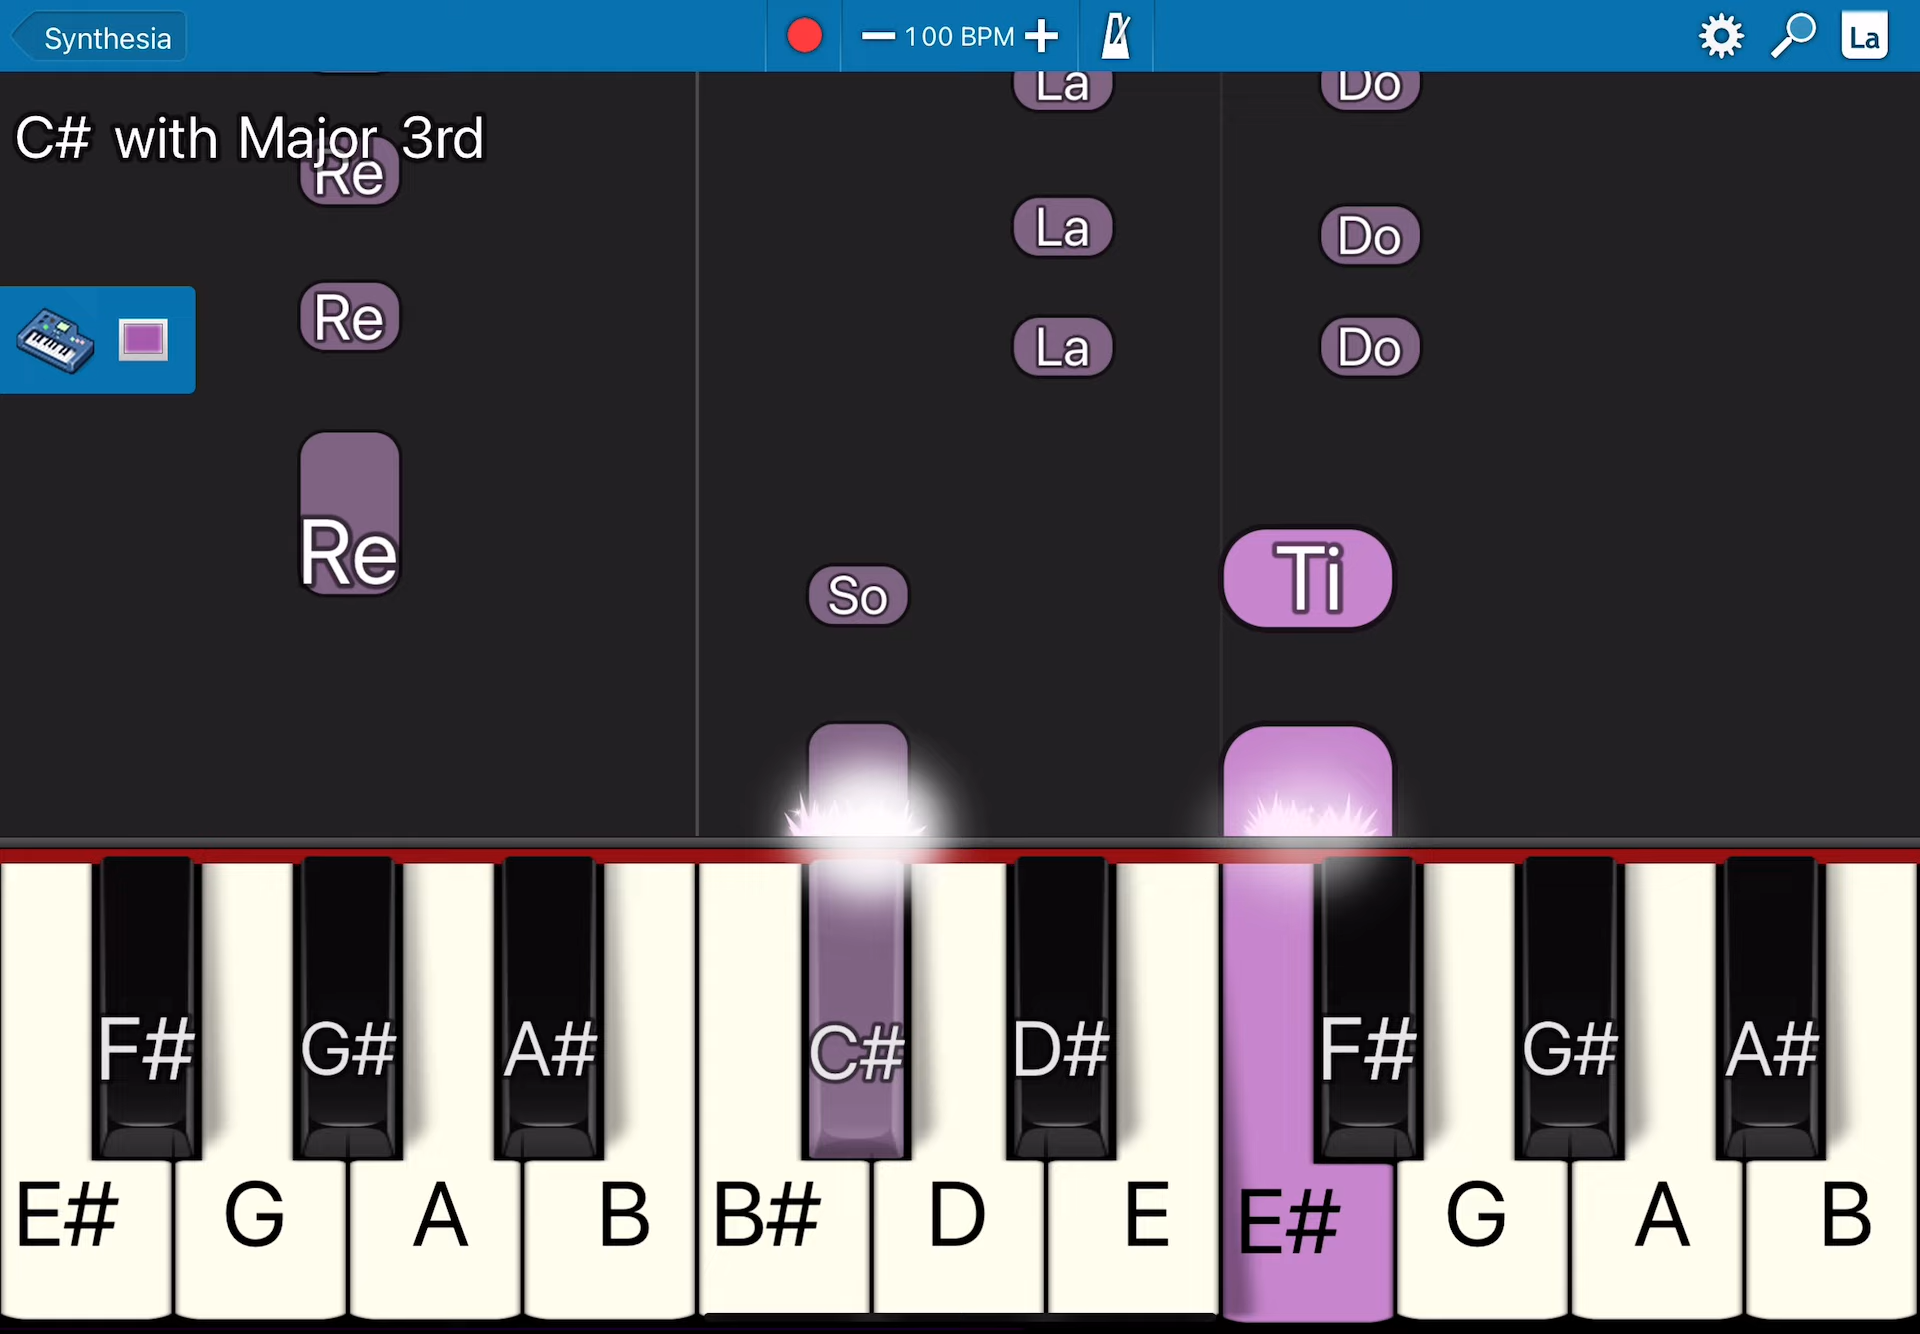 Synthesia
100 BPM
La
C# with Major 3rd
La
Do
Re
La
Do
Re
La
Do
Re
So
Ti
F#
G#
A#
C#
D#
F#
G#
A#
E#
G
A
B
B#
D
E
E#
G
A
B